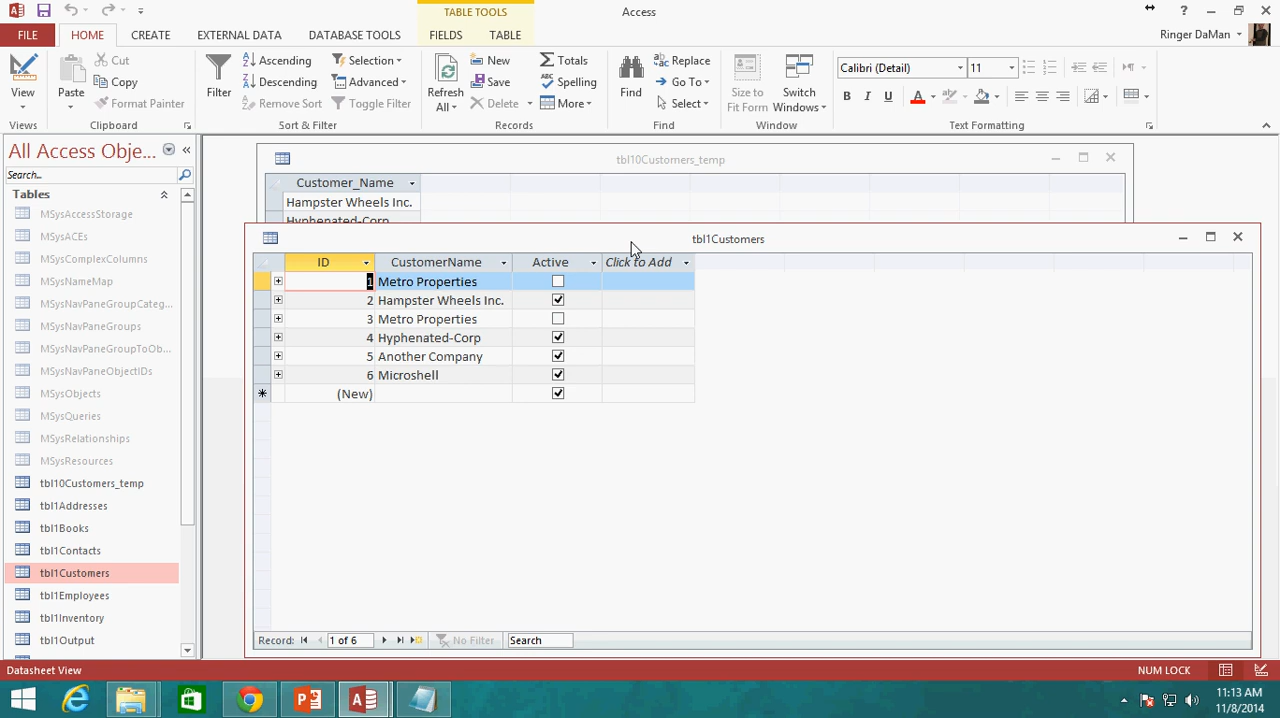 TABLE TOOLS
Access
FILE
HOME
CREATE
EXTERNAL DATA
DATABASE TOOLS
FIELDS
TABLE
Ringer DaMan
View
Views
Paste
Cut
Copy
Format Painter
Clipboard
Filter
Ascending
Descending
Remove Sort
Selection
Advanced
Toggle Filter
Sort & Filter
Refresh
All
New
Save
Delete
Totals
Spelling
More
Records
Find
Replace
Go To
Select
Find
Size to
Fit Form
Switch
Windows
Window
Calibri (Detail)
11
B I U
Text Formatting
All Access Obje...
Search...
Tables
MSysAccessStorage
MSysACEs
MSysComplexColumns
MSysNameMap
MSysNavPaneGroupCateg...
MSysNavPaneGroups
MSysNavPaneGroupToOb...
MSysNavPaneObjectIDs
MSysObjects
MSysQueries
MSysRelationships
MSysResources
tbl10Customers_temp
tbl1Addresses
tbl1Books
tbl1Contacts
tbl1Customers
tbl1Employees
tbl1Inventory
tbl1Output
tbl10Customers_temp
Customer_Name
Hampster Wheels Inc.
Hyphenated-Corp
tbl1Customers
ID CustomerName Active Click to Add
1 Metro Properties
2 Hampster Wheels Inc.
3 Metro Properties
4 Hyphenated-Corp
5 Another Company
6 Microshell
(New)
Record: 1 of 6 No Filter Search
Datasheet View
NUM LOCK
11:13 AM
11/8/2014